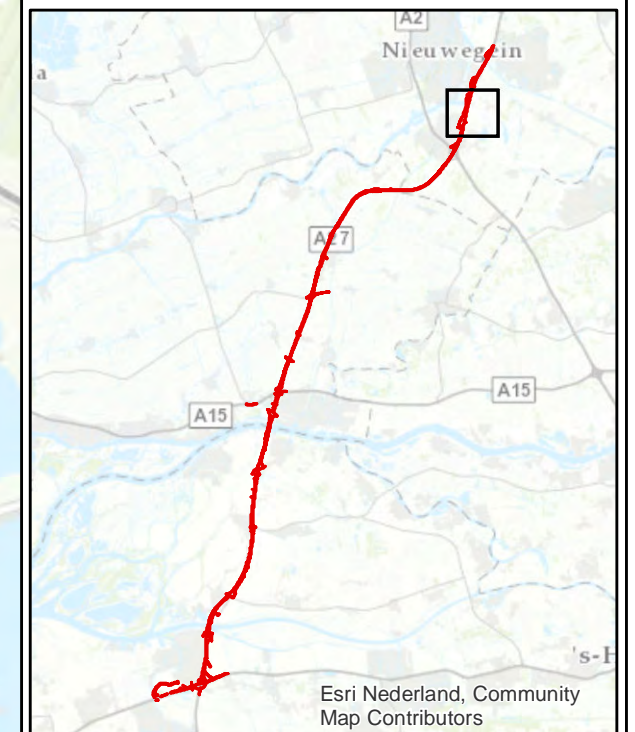 A2
Nieuwegein
a
A27
A15
A15
's-H
Esri Nederland, Community
Map Contributors